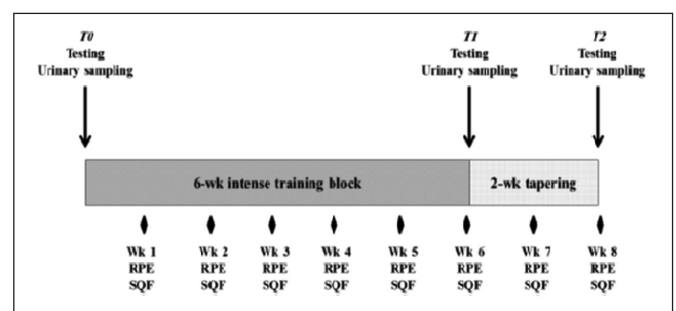 T0
Testing
Urinary sampling
T1
Testing
Urinary sampling
T2
Testing
Urinary sampling
6-wk intense training block
2-wk tapering
Wk 1
RPE
SQF
Wk 2
RPE
SQF
Wk 3
RPE
SQF
Wk 4
RPE
SQF
Wk 5
RPE
SQF
Wk 6
RPE
SQF
Wk 7
RPE
SQF
Wk 8
RPE
SQF